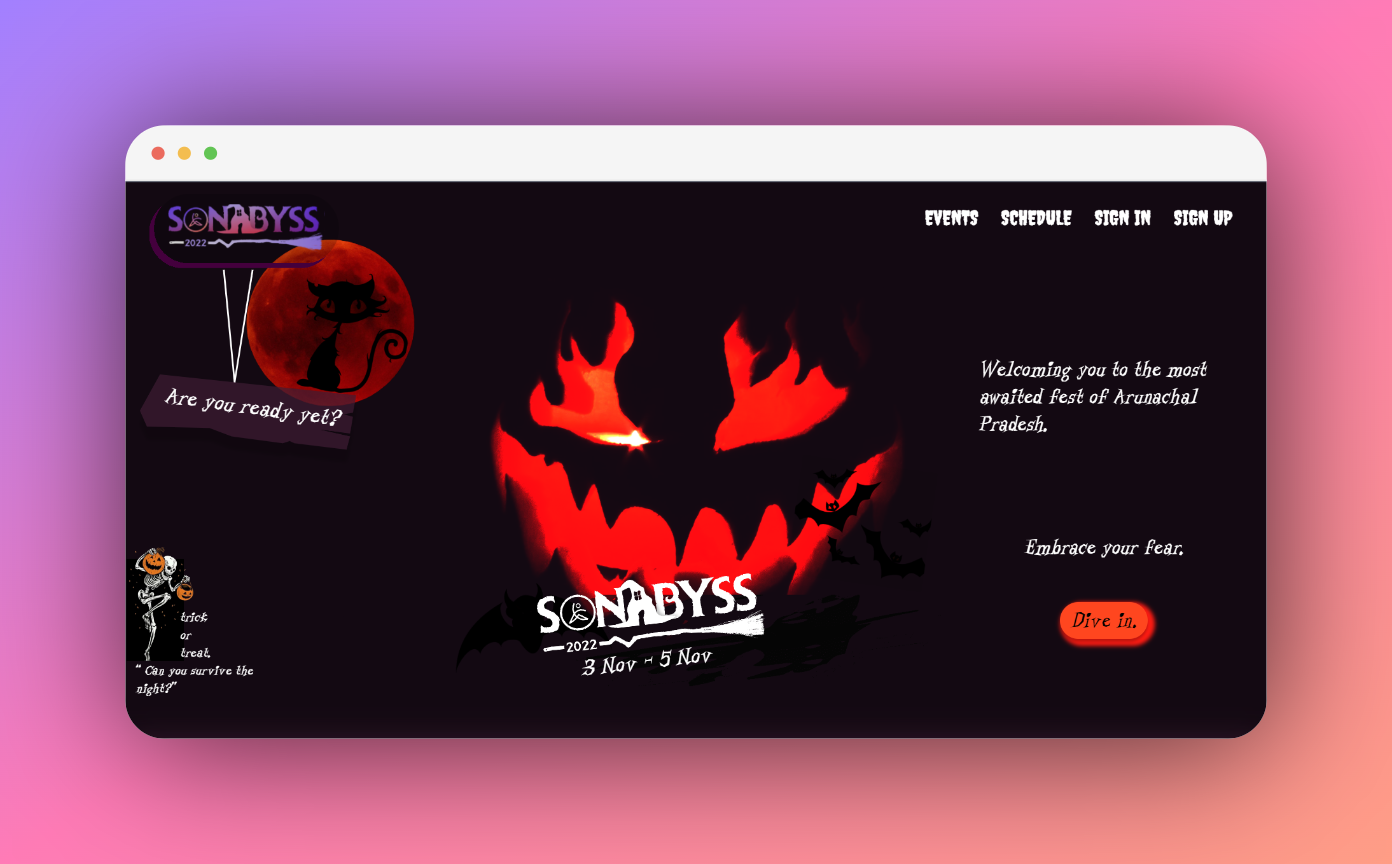 SONABYSS
2022
EVENTS SCHEDULE SIGN IN SIGN UP
Are you ready yet?
Welcoming you to the most
awaited fest of Arunachal
Pradesh.
Embrace your fear.
Dive in.
trick
or
treat.
“ Can you survive the
night?”
SONABYSS
2022
3 Nov - 5 Nov